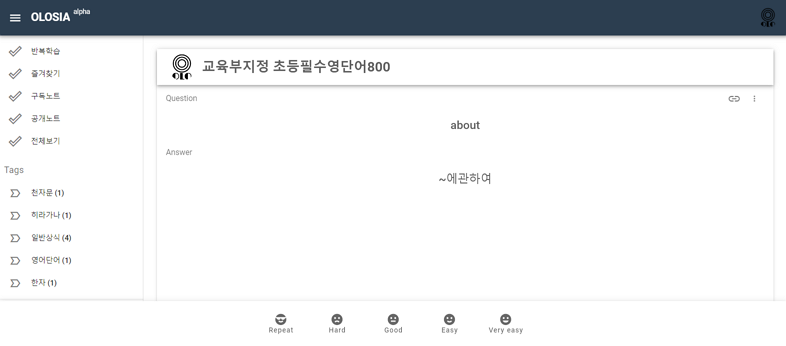 OLOSIA alpha
반복학습
즐겨찾기
구독노트
공개노트
전체보기
Tags
천자문 (1)
히라가나 (1)
일반상식 (4)
영어단어 (1)
한자 (1)
교육부지정 초등필수영단어800
Question
about
Answer
~에관하여
Repeat Hard Good Easy Very easy